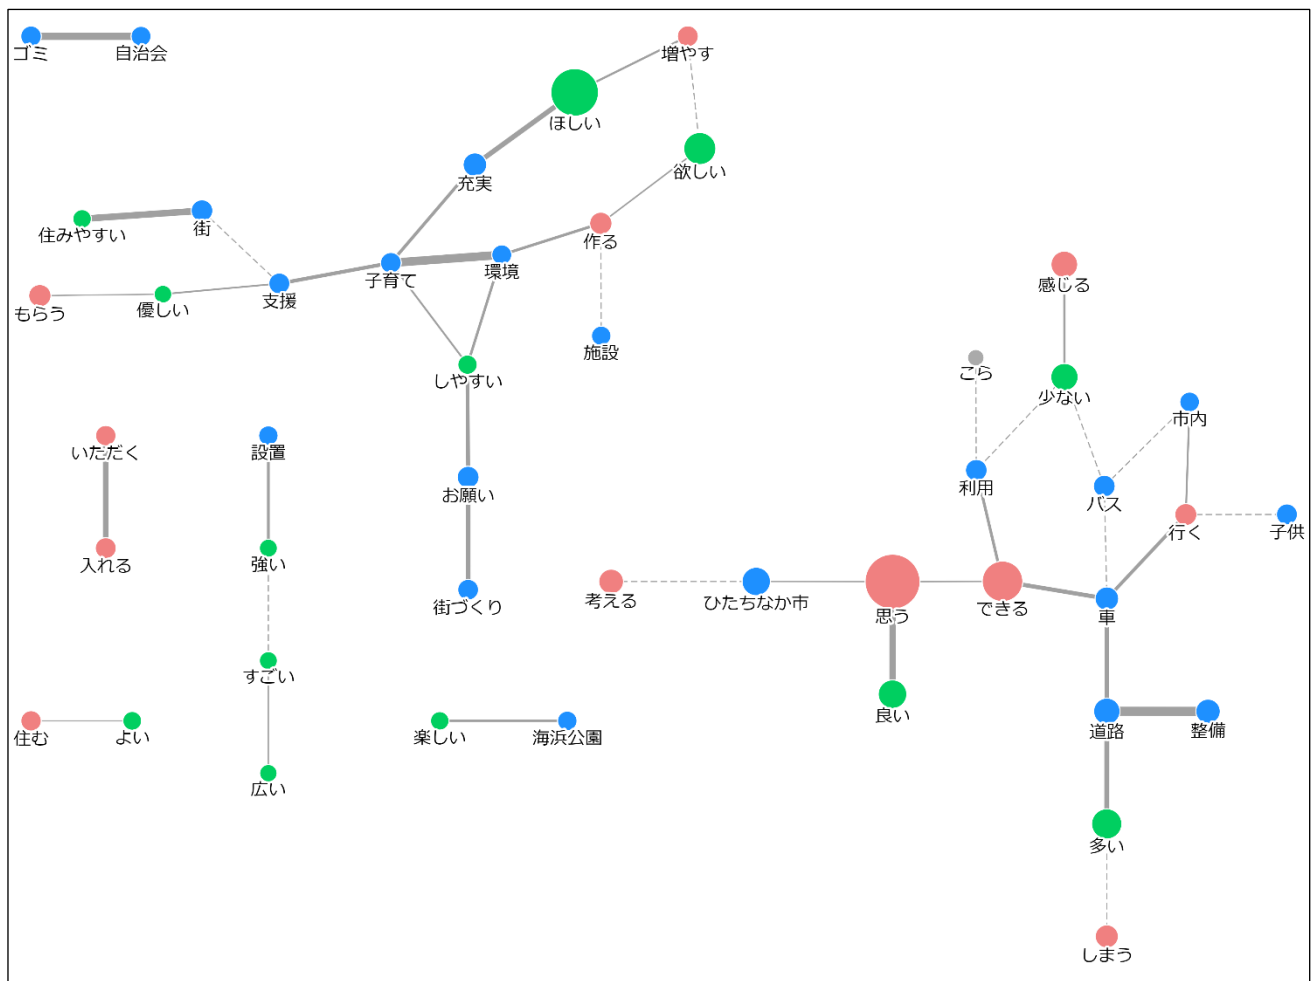 ゴミ
自治会
増やす
ほしい
欲しい
充実
住みやすい
街
作る
子育て
環境
支援
もらう
優しい
施設
しやすい
感じる
こら
少ない
市内
いただく
設置
お願い
利用
バス
行く
子供
入れる
強い
街づくり
考える
ひたちなか市
思う
できる
車
すごい
良い
住む
よい
楽しい
海浜公園
道路
整備
広い
多い
しまう